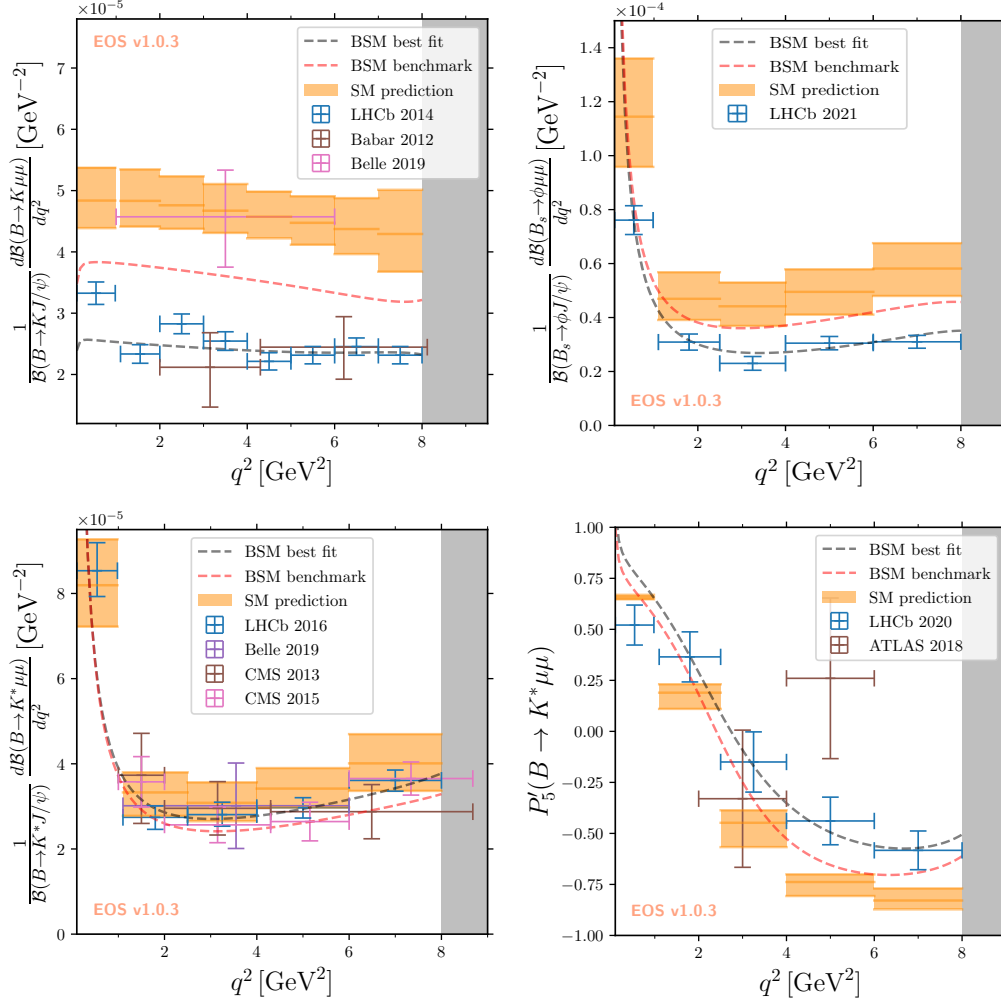 ×10⁻⁵
EOS v1.0.3
BSM best fit
BSM benchmark
SM prediction
LHCb 2014
Babar 2012
Belle 2019
7
6
5
4
3
2
2
4
6
8
q² [GeV²]
1/B(B→KJ/ψ) dB(B→Kμμ)/dq² [GeV⁻²]
×10⁻⁴
BSM best fit
BSM benchmark
SM prediction
LHCb 2021
1.4
1.2
1.0
0.8
0.6
0.4
0.2
0.0
EOS v1.0.3
2
4
6
8
q² [GeV²]
1/B(Bₛ→φJ/ψ) dB(Bₛ→φμμ)/dq² [GeV⁻²]
×10⁻⁵
BSM best fit
BSM benchmark
SM prediction
LHCb 2016
Belle 2019
CMS 2013
CMS 2015
8
6
4
2
0
EOS v1.0.3
2
4
6
8
q² [GeV²]
1/B(B→K*J/ψ) dB(B→K*μμ)/dq² [GeV⁻²]
BSM best fit
BSM benchmark
SM prediction
LHCb 2020
ATLAS 2018
1.00
0.75
0.50
0.25
0.00
−0.25
−0.50
−0.75
−1.00
EOS v1.0.3
2
4
6
8
q² [GeV²]
P′₅(B → K*μμ)